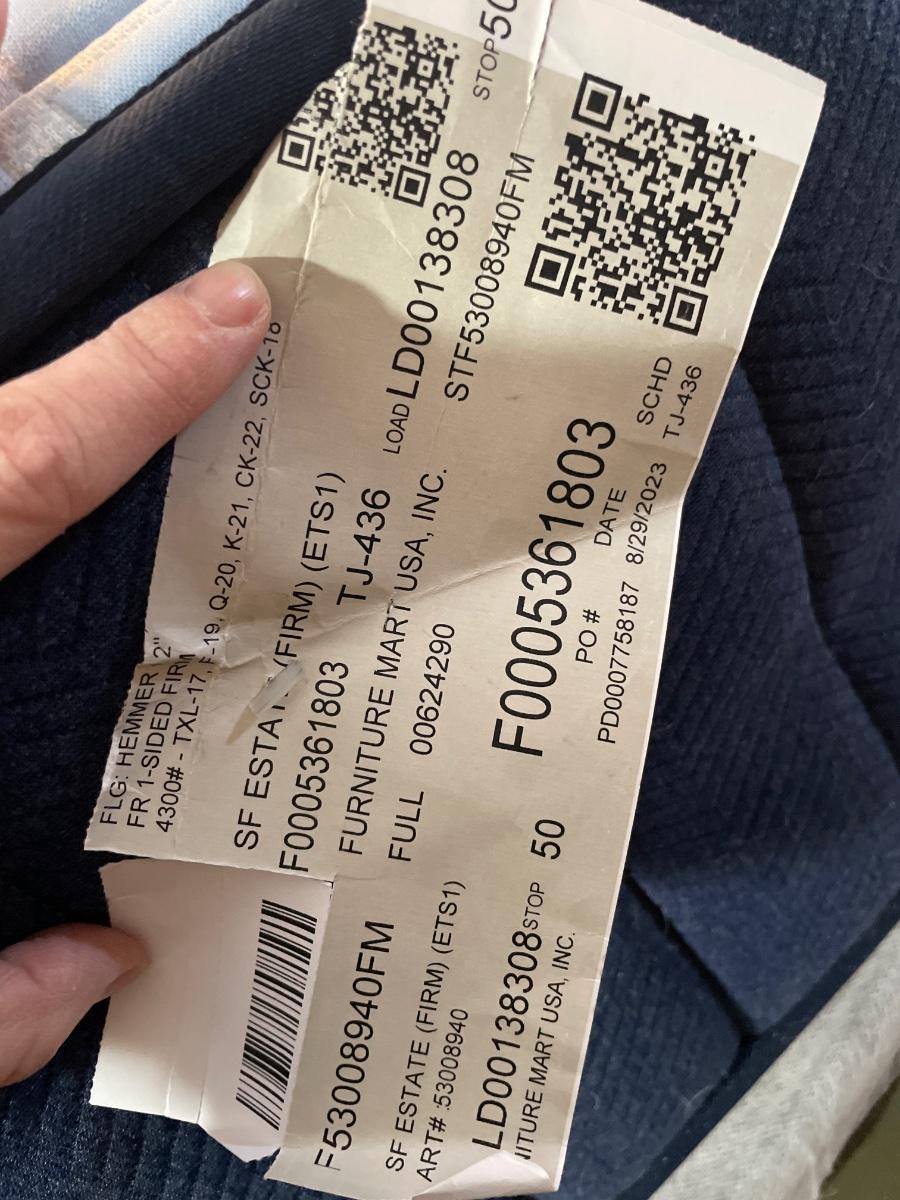 FLG: HEMMER 2"
FR 1-SIDED FIRM
4300# - TXL-17, F-19, Q-20, K-21, CK-22, SCK-18
SF ESTATE (FIRM) (ETS1)
F0005361803 TJ-436
LOAD LD00138308 STOP 50
FURNITURE MART USA, INC.
FULL 00624290
STF53008940FM
F0005361803
PO # DATE SCHD
PD0007758187 8/29/2023 TJ-436
F53008940FM
SF ESTATE (FIRM) (ETS1)
ART# :53008940
LD00138308 STOP 50
NITURE MART USA, INC.